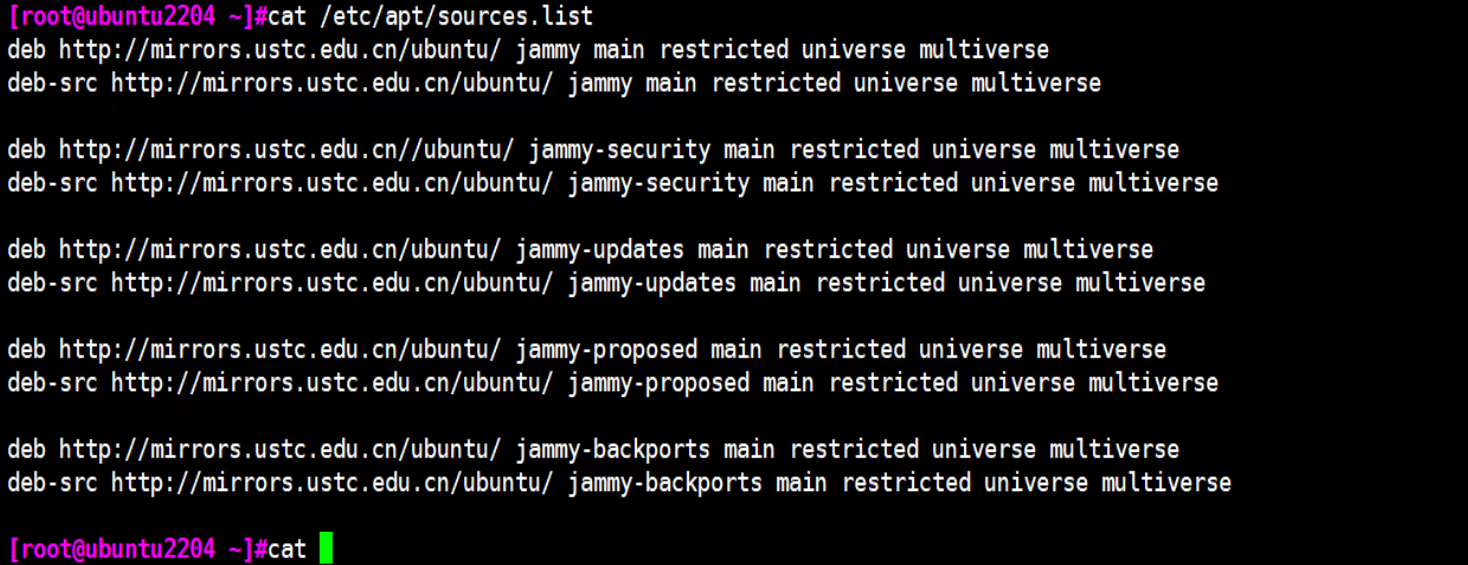 [root@ubuntu2204 ~]#cat /etc/apt/sources.list
deb http://mirrors.ustc.edu.cn/ubuntu/ jammy main restricted universe multiverse
deb-src http://mirrors.ustc.edu.cn/ubuntu/ jammy main restricted universe multiverse
deb http://mirrors.ustc.edu.cn//ubuntu/ jammy-security main restricted universe multiverse
deb-src http://mirrors.ustc.edu.cn/ubuntu/ jammy-security main restricted universe multiverse
deb http://mirrors.ustc.edu.cn/ubuntu/ jammy-updates main restricted universe multiverse
deb-src http://mirrors.ustc.edu.cn/ubuntu/ jammy-updates main restricted universe multiverse
deb http://mirrors.ustc.edu.cn/ubuntu/ jammy-proposed main restricted universe multiverse
deb-src http://mirrors.ustc.edu.cn/ubuntu/ jammy-proposed main restricted universe multiverse
deb http://mirrors.ustc.edu.cn/ubuntu/ jammy-backports main restricted universe multiverse
deb-src http://mirrors.ustc.edu.cn/ubuntu/ jammy-backports main restricted universe multiverse
[root@ubuntu2204 ~]#cat